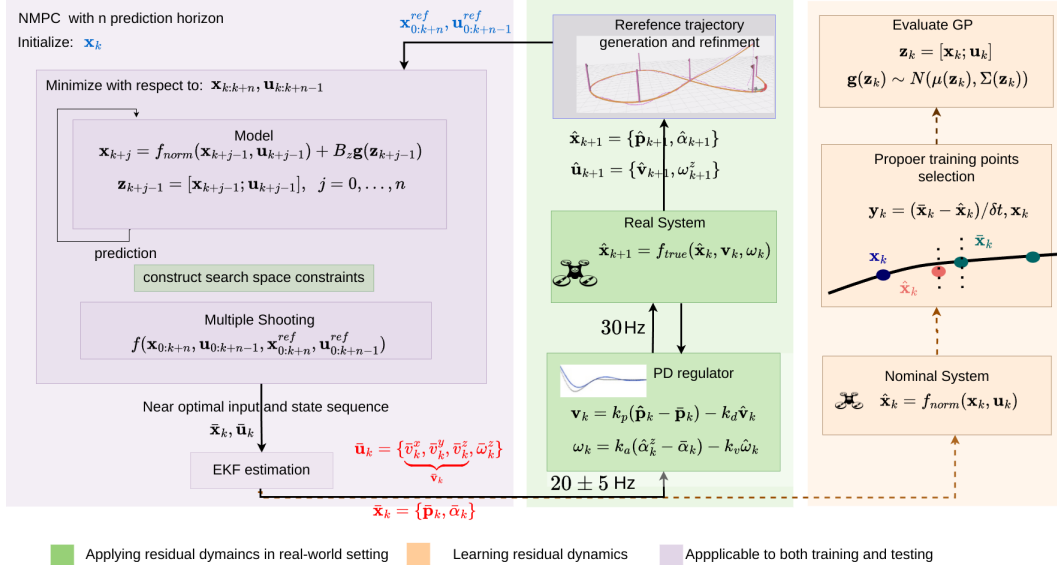 NMPC with n prediction horizon
Initialize: x_k
x^{ref}_{0:k+n}, u^{ref}_{0:k+n-1}
Minimize with respect to: x_{k:k+n}, u_{k:k+n-1}
Model
x_{k+j} = f_{norm}(x_{k+j-1}, u_{k+j-1}) + B_z g(z_{k+j-1})
z_{k+j-1} = [x_{k+j-1}; u_{k+j-1}], j = 0, . . . , n
prediction
construct search space constraints
Multiple Shooting
f(x_{0:k+n}, u_{0:k+n-1}, x^{ref}_{0:k+n}, u^{ref}_{0:k+n-1})
Near optimal input and state sequence
x̄_k, ū_k
EKF estimation
ū_k = {v̄^x_k, v̄^y_k, v̄^z_k, ω̄^z_k}
v̄_k
x̄_k = {p̄_k, ᾱ_k}
Rerefence trajectory
generation and refinment
x̂_{k+1} = {p̂_{k+1}, α̂_{k+1}}
û_{k+1} = {v̂_{k+1}, ω^z_{k+1}}
Real System
x̂_{k+1} = f_{true}(x̂_k, v_k, ω_k)
30 Hz
PD regulator
v_k = k_p(p̂_k − p̄_k) − k_d v̂_k
ω_k = k_a(α̂^z_k − ᾱ_k) − k_v ω̂_k
20 ± 5 Hz
Evaluate GP
z_k = [x_k; u_k]
g(z_k) ∼ N(μ(z_k), Σ(z_k))
Propoer training points
selection
y_k = (x̄_k − x̂_k)/δt, x_k
x_k
x̂_k
x̄_k
Nominal System
x̂_k = f_{norm}(x_k, u_k)
Applying residual dymaincs in real-world setting
Learning residual dynamics
Appplicable to both training and testing